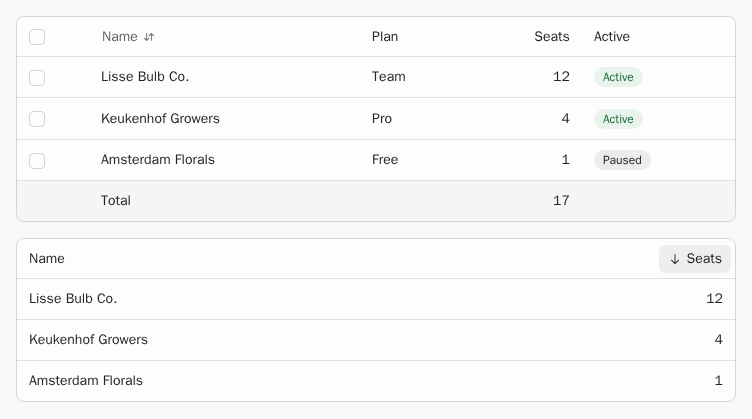 Name Plan Seats Active
Lisse Bulb Co. Team 12 Active
Keukenhof Growers Pro 4 Active
Amsterdam Florals Free 1 Paused
Total 17
Name Seats
Lisse Bulb Co. 12
Keukenhof Growers 4
Amsterdam Florals 1